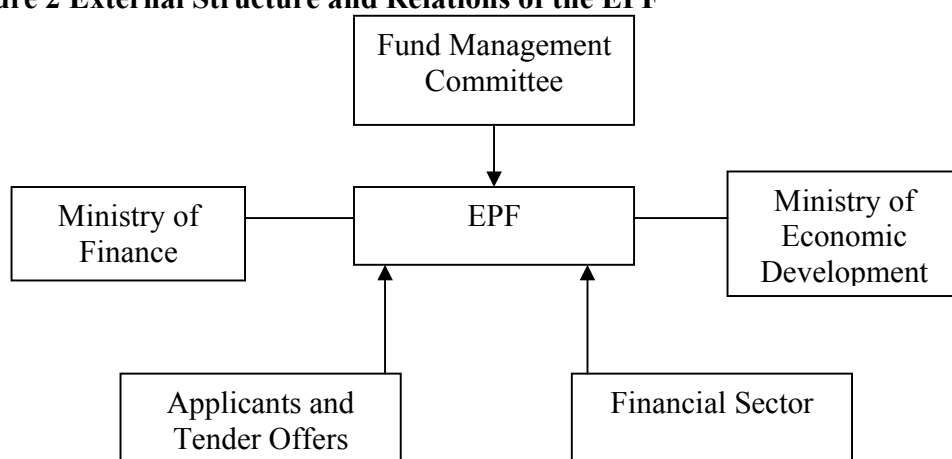 2 External Structure and Relations of the EPF
Fund Management
Committee
Ministry of
Finance
EPF
Ministry of
Economic
Development
Applicants and
Tender Offers
Financial Sector